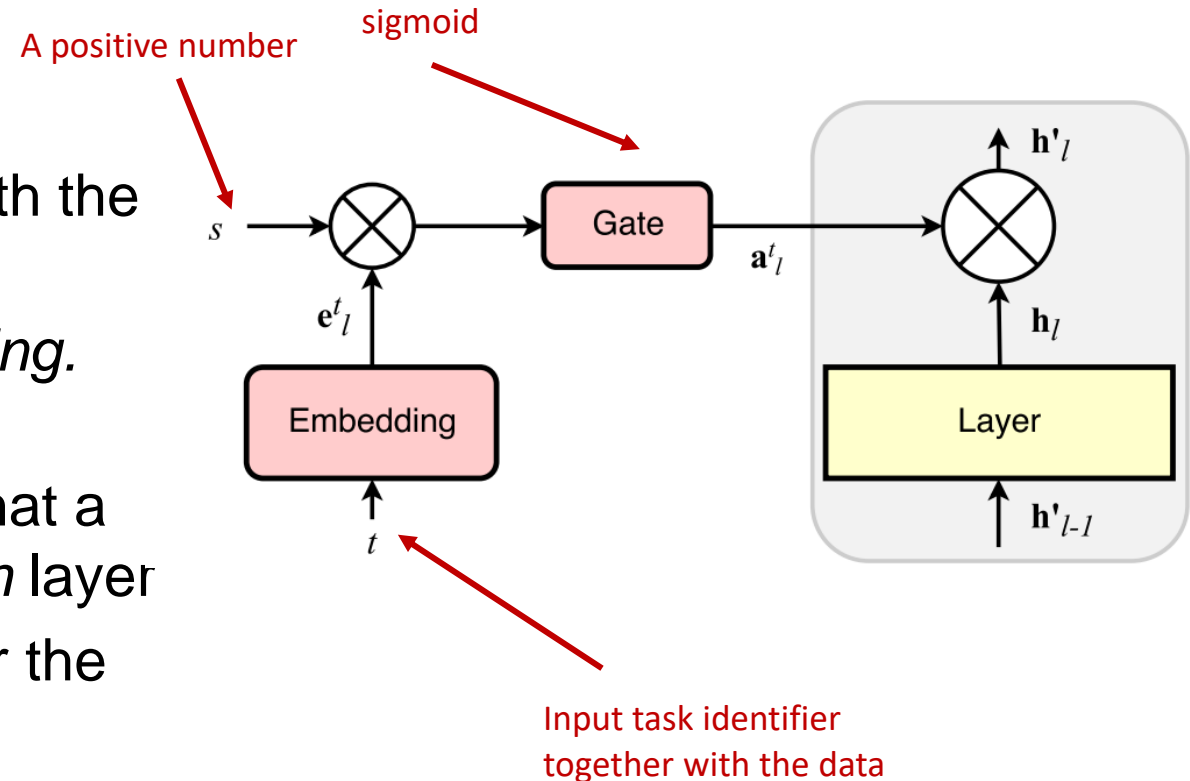 A positive number
sigmoid
th the
ing.
hat a
n layer
r the
s
Gate
a^t_l
h'_l
e^t_l
h_l
Embedding
Layer
t
h'_{l-1}
Input task identifier
together with the data